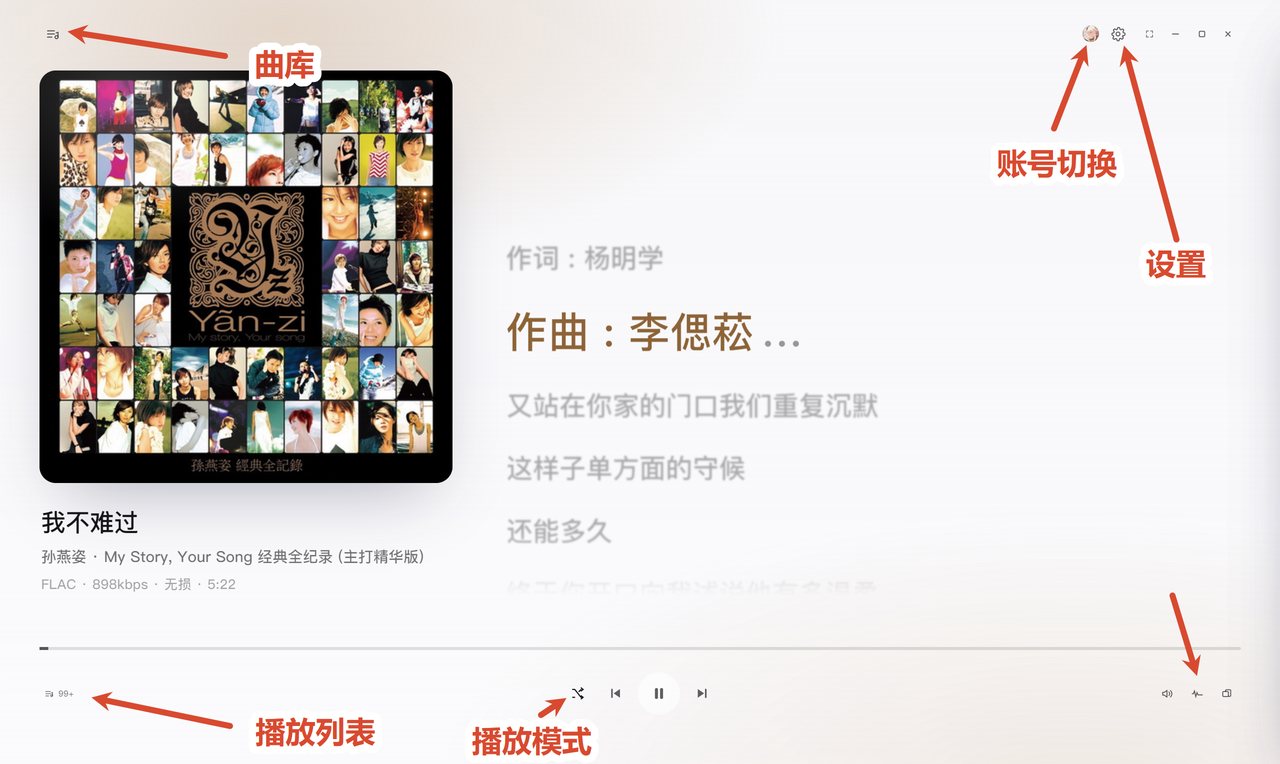 曲库
账号切换
设置
Yãn-zi
My story, Your song
孫燕姿 經典全記錄
作词：杨明学
作曲：李偲菘 ...
又站在你家的门口我们重复沉默
这样子单方面的守候
还能多久
我不难过
孙燕姿 · My Story, Your Song 经典全纪录 (主打精华版)
FLAC · 898kbps · 无损 · 5:22
99+
播放列表
播放模式